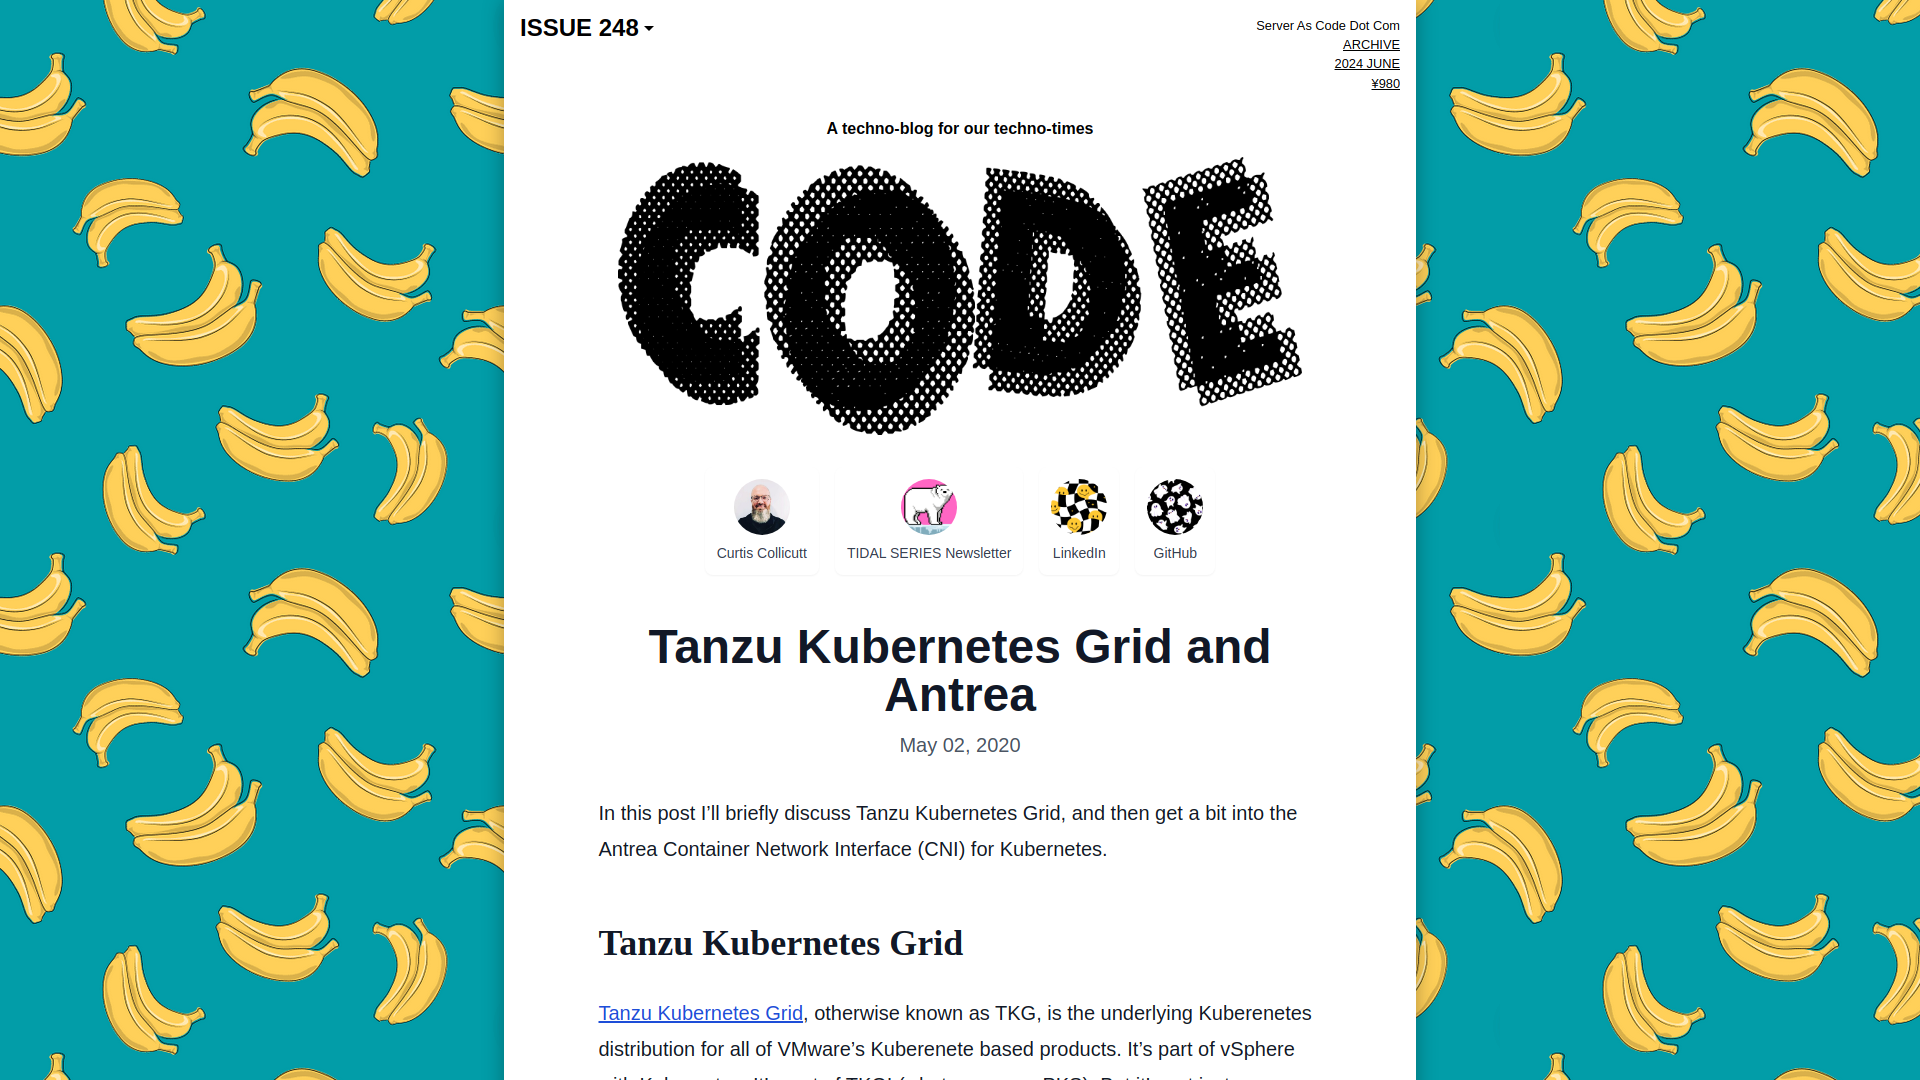 ISSUE 248
Server As Code Dot Com
ARCHIVE
2024 JUNE
¥980
A techno-blog for our techno-times
CODE
Curtis Collicutt
TIDAL SERIES Newsletter
LinkedIn
GitHub
Tanzu Kubernetes Grid and
Antrea
May 02, 2020
In this post I’ll briefly discuss Tanzu Kubernetes Grid, and then get a bit into the
Antrea Container Network Interface (CNI) for Kubernetes.
Tanzu Kubernetes Grid
Tanzu Kubernetes Grid, otherwise known as TKG, is the underlying Kuberenetes
distribution for all of VMware’s Kuberenete based products. It’s part of vSphere